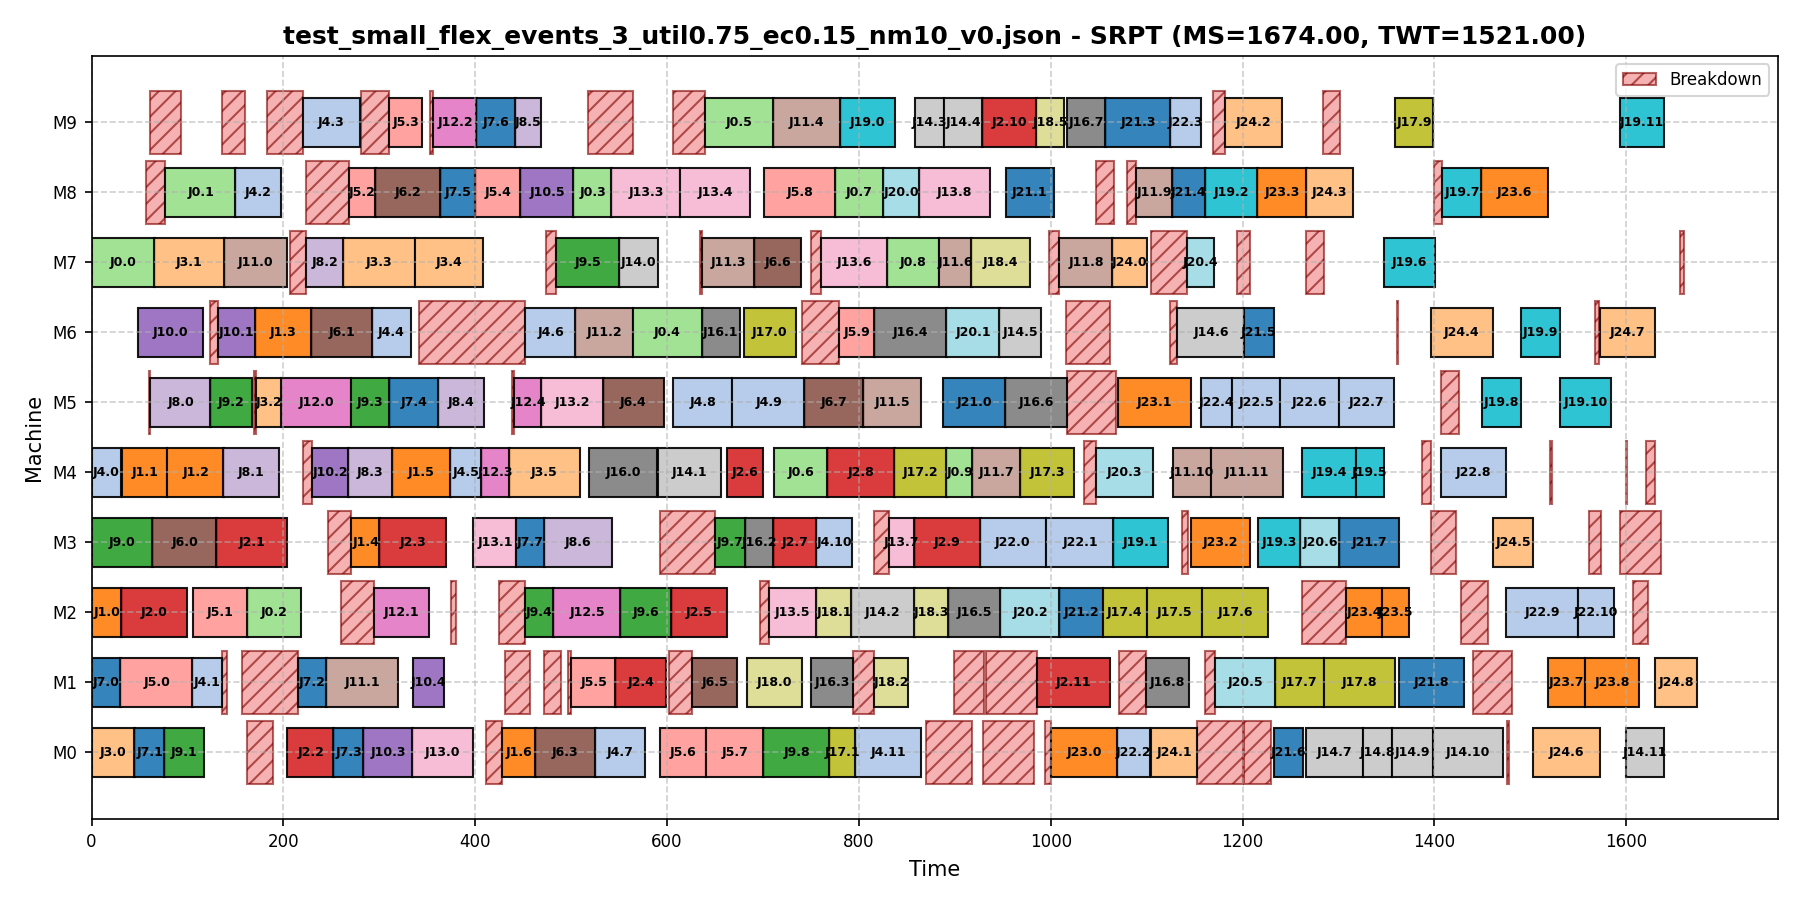 test_small_flex_events_3_util0.75_ec0.15_nm10_v0.json - SRPT (MS=1674.00, TWT=1521.00)
Breakdown
M9 J4.3 J5.3 J12.2 J7.6 J8.5 J0.5 J11.4 J19.0 J14.3 J14.4 J2.10 J18.5 J16.7 J21.3 J22.3 J24.2 J17.9 J19.11
M8 J0.1 J4.2 J5.2 J6.2 J7.5 J5.4 J10.5 J0.3 J13.3 J13.4 J5.8 J0.7 J20.0 J13.8 J21.1 J11.9 J21.4 J19.2 J23.3 J24.3 J19.7 J23.6
M7 J0.0 J3.1 J11.0 J8.2 J3.3 J3.4 J9.5 J14.0 J11.3 J6.6 J13.6 J0.8 J11.6 J18.4 J11.8 J24.0 J20.4 J19.6
M6 J10.0 J10.1 J1.3 J6.1 J4.4 J4.6 J11.2 J0.4 J16.1 J17.0 J5.9 J16.4 J20.1 J14.5 J14.6 J21.5 J24.4 J19.9 J24.7
M5 J8.0 J9.2 J3.2 J12.0 J9.3 J7.4 J8.4 J12.4 J13.2 J6.4 J4.8 J4.9 J6.7 J11.5 J21.0 J16.6 J23.1 J22.4 J22.5 J22.6 J22.7 J19.8 J19.10
M4 J4.0 J1.1 J1.2 J8.1 J10.2 J8.3 J1.5 J4.5 J12.3 J3.5 J16.0 J14.1 J2.6 J0.6 J2.8 J17.2 J0.9 J11.7 J17.3 J20.3 J11.10 J11.11 J19.4 J19.5 J22.8
M3 J9.0 J6.0 J2.1 J1.4 J2.3 J13.1 J7.7 J8.6 J9.7 J16.2 J2.7 J4.10 J13.7 J2.9 J22.0 J22.1 J19.1 J23.2 J19.3 J20.6 J21.7 J24.5
M2 J1.0 J2.0 J5.1 J0.2 J12.1 J9.4 J12.5 J9.6 J2.5 J13.5 J18.1 J14.2 J18.3 J16.5 J20.2 J21.2 J17.4 J17.5 J17.6 J23.4 J23.5 J22.9 J22.10
M1 J7.0 J5.0 J4.1 J7.2 J11.1 J10.4 J5.5 J2.4 J6.5 J18.0 J16.3 J18.2 J2.11 J16.8 J20.5 J17.7 J17.8 J21.8 J23.7 J23.8 J24.8
M0 J3.0 J7.1 J9.1 J2.2 J7.3 J10.3 J13.0 J1.6 J6.3 J4.7 J5.6 J5.7 J9.8 J17.1 J4.11 J23.0 J22.2 J24.1 J21.6 J14.7 J14.8 J14.9 J14.10 J24.6 J14.11
0 200 400 600 800 1000 1200 1400 1600
Time
Machine